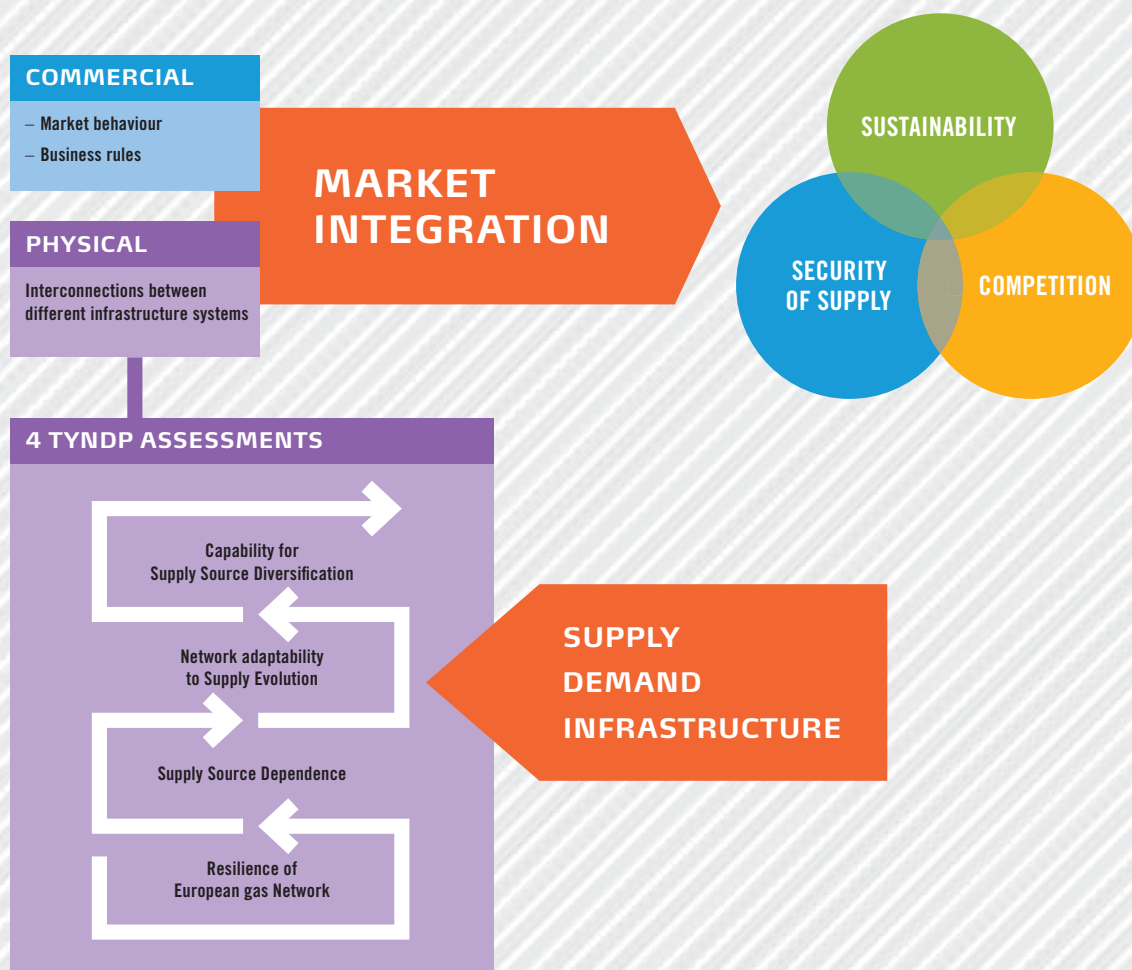 COMMERCIAL
– Market behaviour
– Business rules
PHYSICAL
Interconnections between
different infrastructure systems
MARKET
INTEGRATION
SUSTAINABILITY
SECURITY
OF SUPPLY
COMPETITION
4 TYNDP ASSESSMENTS
Capability for
Supply Source Diversification
Network adaptability
to Supply Evolution
Supply Source Dependence
Resilience of
European gas Network
SUPPLY
DEMAND
INFRASTRUCTURE